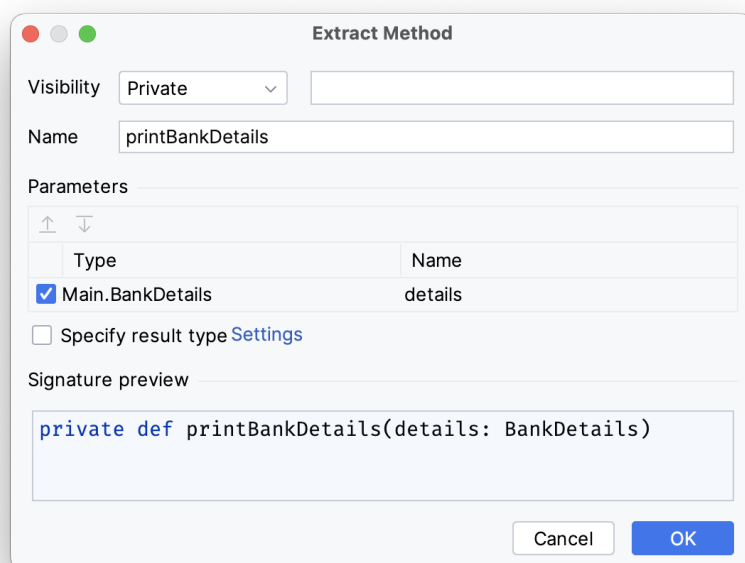 Extract Method
Visibility Private
Name printBankDetails
Parameters
Type Name
Main.BankDetails details
Specify result type Settings
Signature preview
private def printBankDetails(details: BankDetails)
Cancel OK